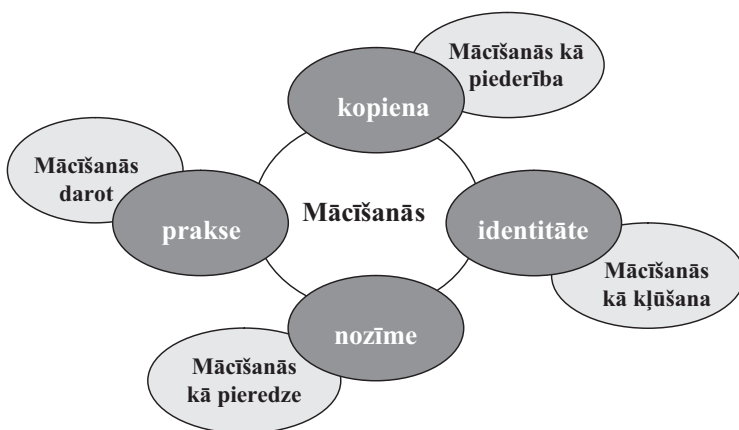 Mācīšanās kā
piederība
kopiena
Mācīšanās
darot
prakse
Mācīšanās
identitāte
Mācīšanās
kā kļūšana
nozīme
Mācīšanās
kā pieredze